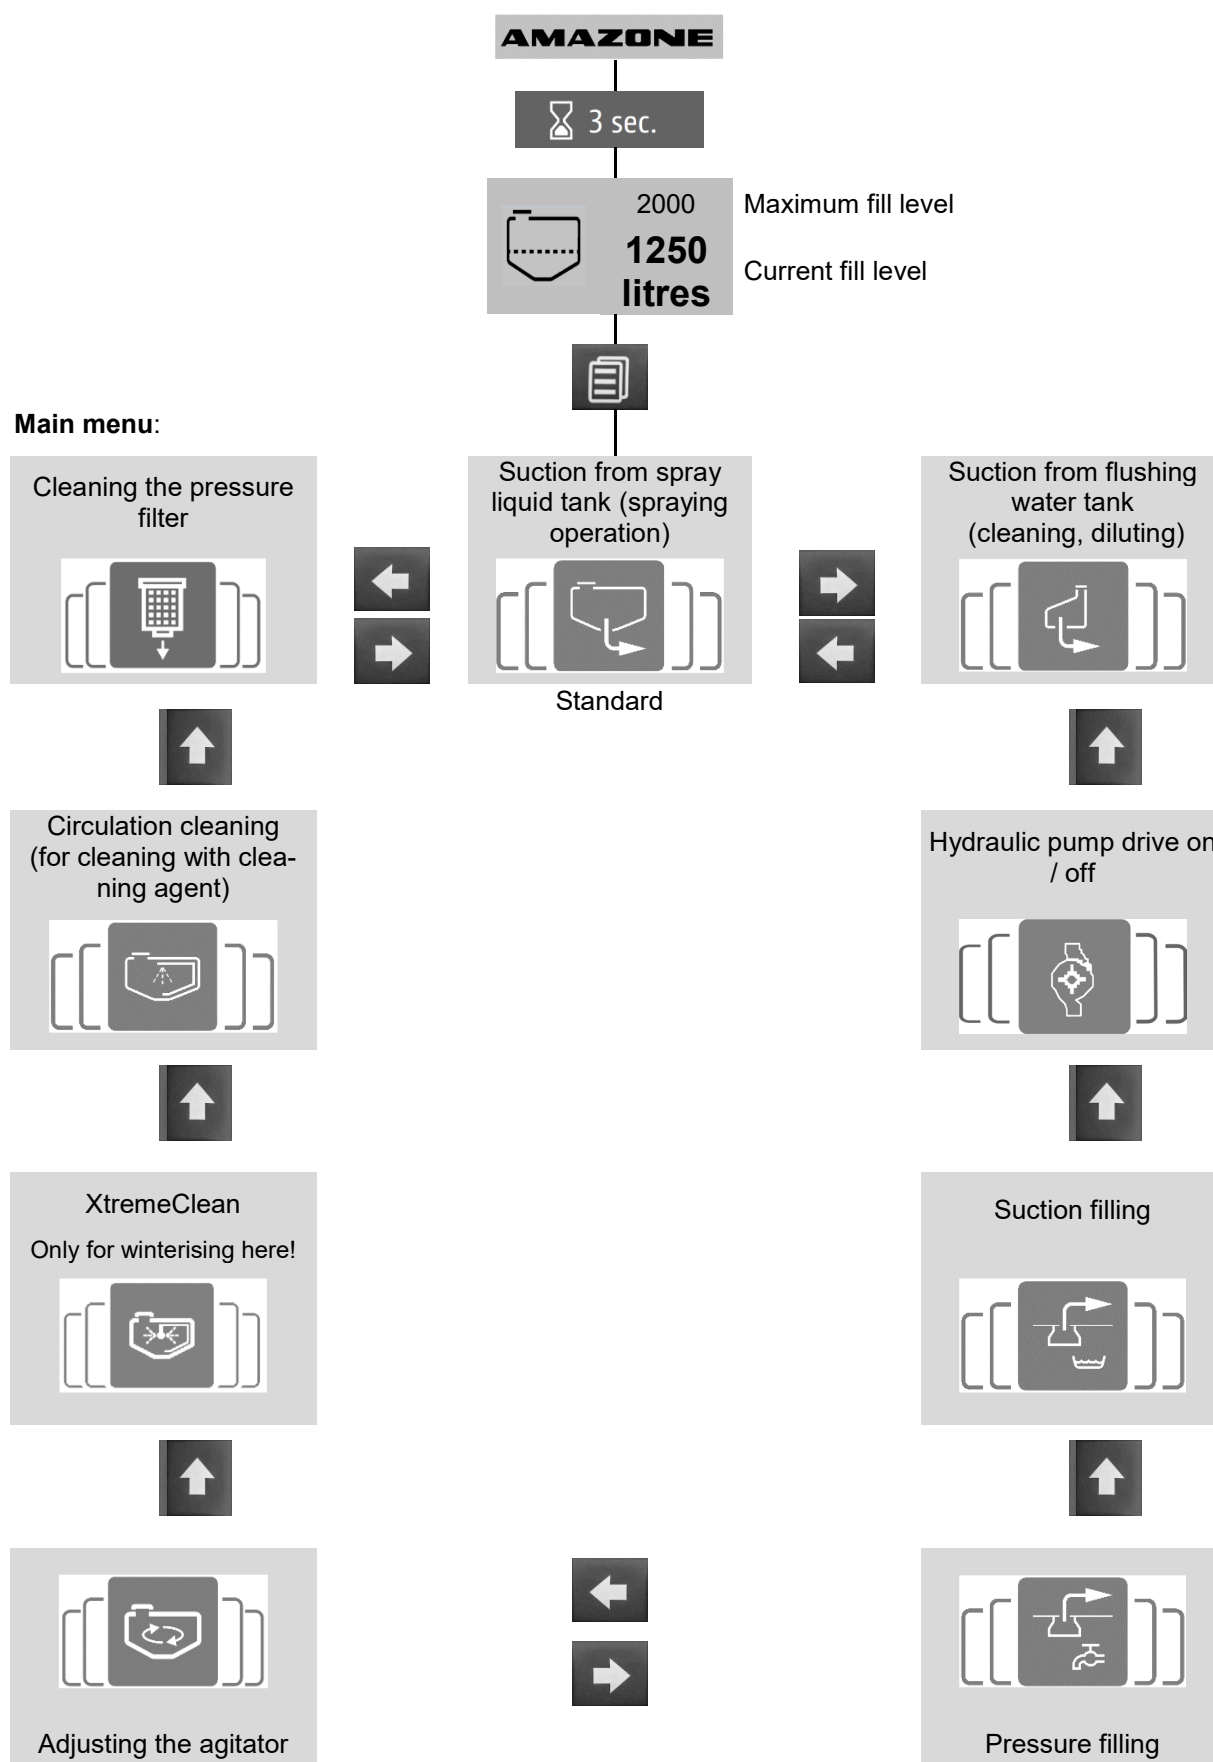 AMAZONE
3 sec.
2000
Maximum fill level
1250
litres
Current fill level
Main menu:
Cleaning the pressure
filter
Suction from spray
liquid tank (spraying
operation)
Suction from flushing
water tank
(cleaning, diluting)
Standard
Circulation cleaning
(for cleaning with clea-
ning agent)
Hydraulic pump drive on
/ off
XtremeClean
Only for winterising here!
Suction filling
Adjusting the agitator
Pressure filling